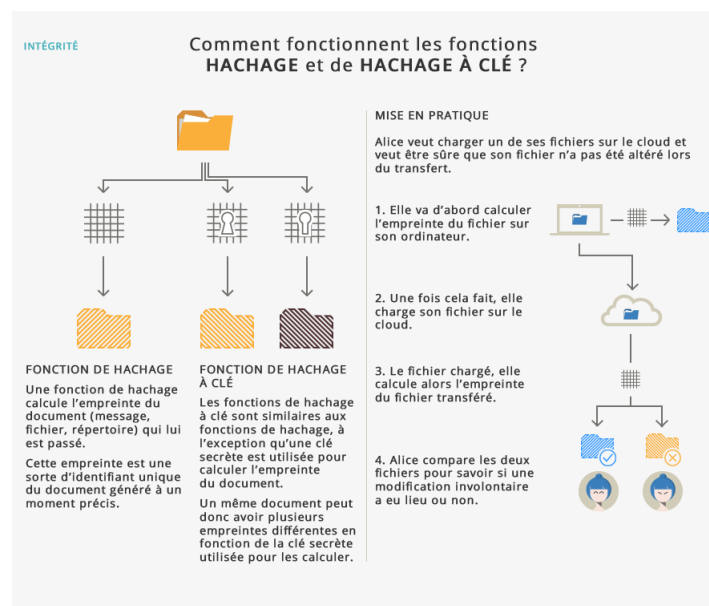 INTÉGRITÉ
Comment fonctionnent les fonctions
HACHAGE et de HACHAGE À CLÉ ?
FONCTION DE HACHAGE
Une fonction de hachage
calcule l’empreinte du
document (message,
fichier, répertoire) qui lui
est passé.
Cette empreinte est une
sorte d’identifiant unique
du document généré à un
moment précis.
FONCTION DE HACHAGE
À CLÉ
Les fonctions de hachage
à clé sont similaires aux
fonctions de hachage, à
l’exception qu’une clé
secrète est utilisée pour
calculer l’empreinte
du document.
Un même document peut
donc avoir plusieurs
empreintes différentes en
fonction de la clé secrète
utilisée pour les calculer.
MISE EN PRATIQUE
Alice veut charger un de ses fichiers sur le cloud et
veut être sûre que son fichier n’a pas été altéré lors
du transfert.
1. Elle va d’abord calculer
l’empreinte du fichier sur
son ordinateur.
2. Une fois cela fait, elle
charge son fichier sur le
cloud.
3. Le fichier chargé, elle
calcule alors l’empreinte
du fichier transféré.
4. Alice compare les deux
fichiers pour savoir si une
modification involontaire
a eu lieu ou non.